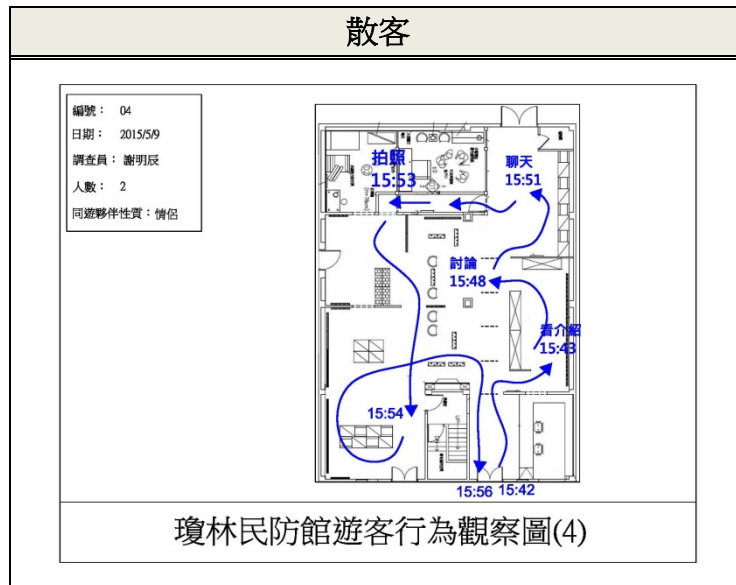 散客
編號： 04
日期： 2015/5/9
調查員： 謝明辰
人數： 2
同遊夥伴性質：情侶
拍照
15:53
聊天
15:51
討論
15:48
看介紹
15:43
15:54
15:56
15:42
瓊林民防館遊客行為觀察圖(4)